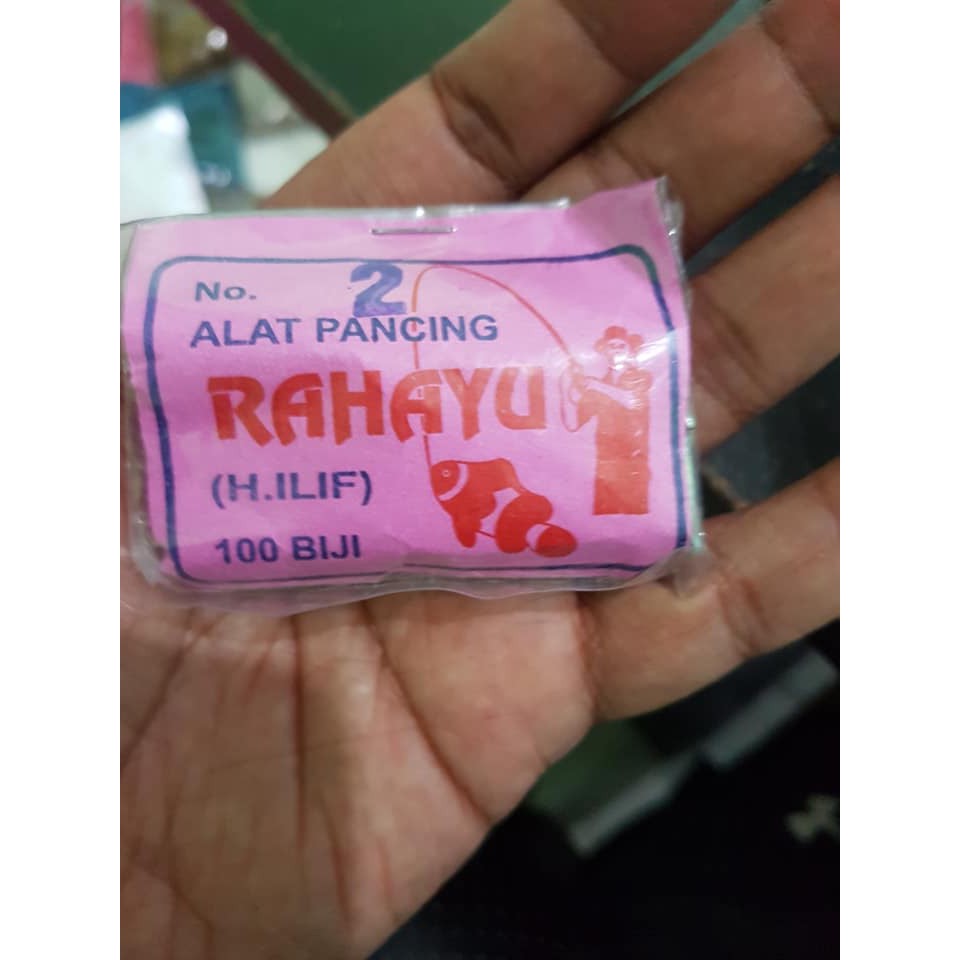 No. 2
ALAT PANCING
RAHAYU
(H.ILIF)
100 BIJI